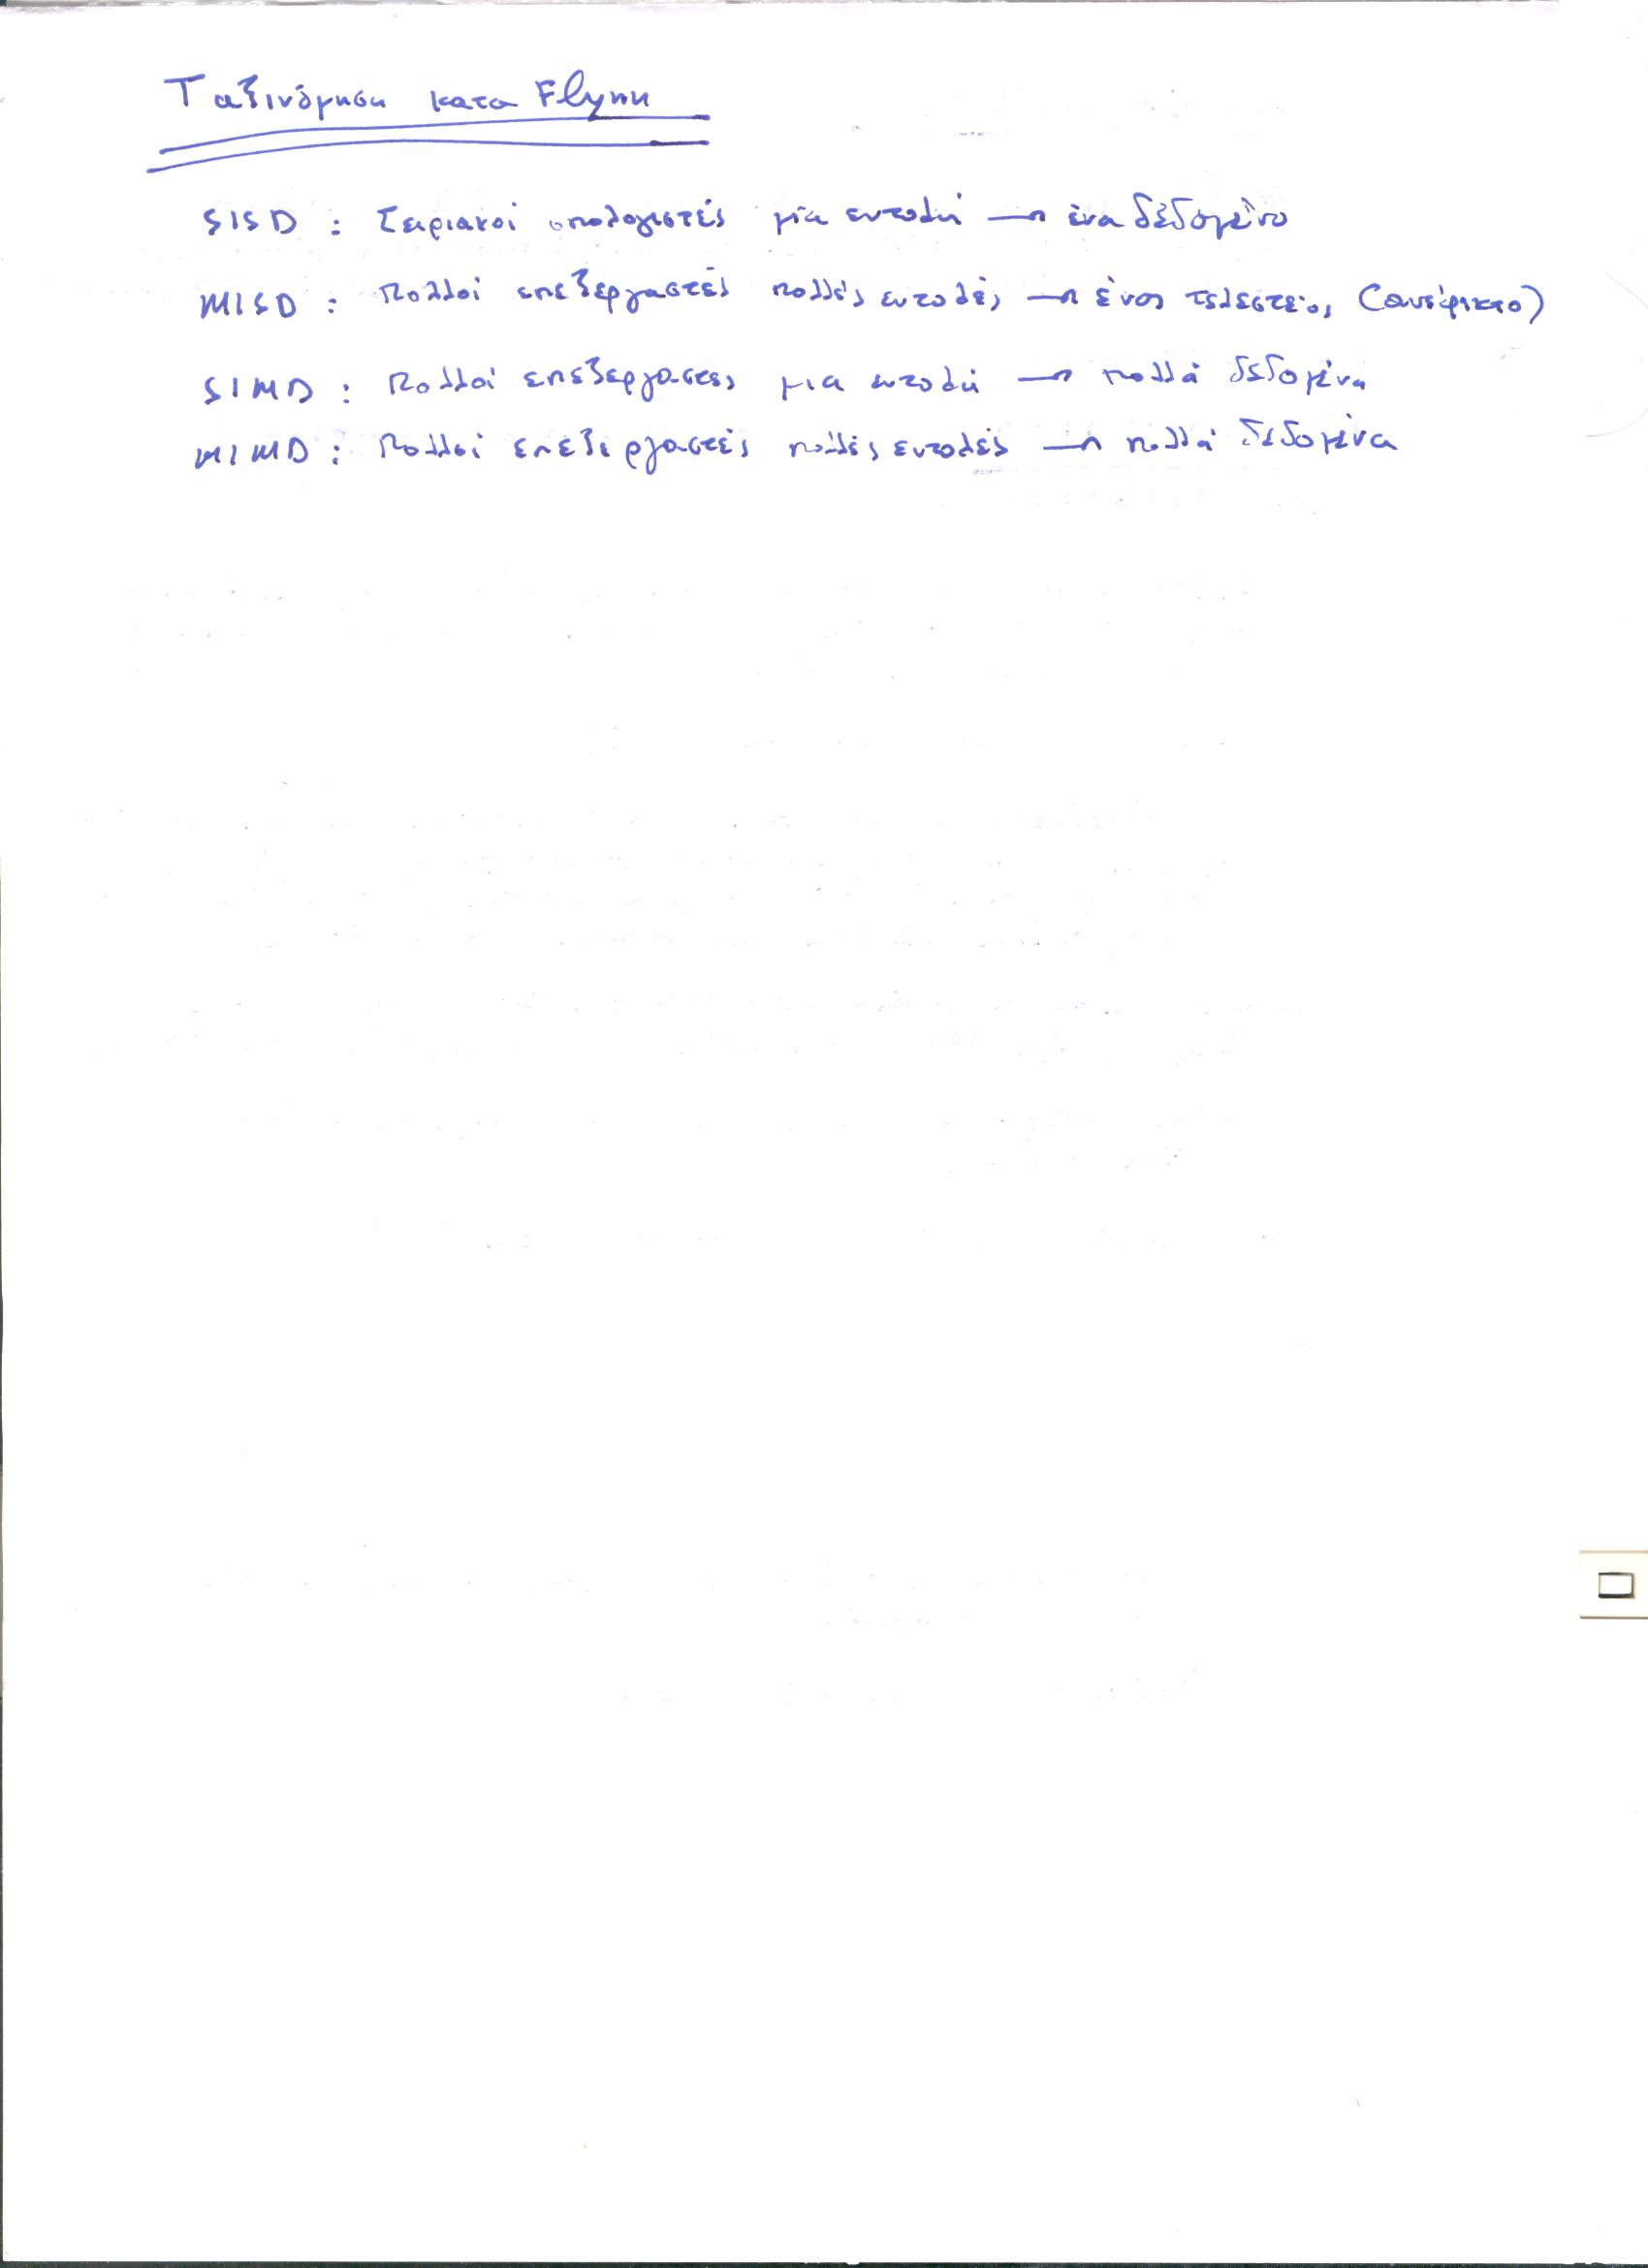 Ταξινόμηση κατα Flynn
SISD : Σειριακοί υπολογιστές μία εντολή → ένα δεδομένο
MISD : Πολλοί επεξεργαστές πολλές εντολές → ένας τελεστέος (ανέφικτο)
SIMD : Πολλοί επεξεργαστες μια εντολή → πολλά δεδομένα
MIMD : Πολλοί επεξεργαστές πολλές εντολές → πολλά δεδομένα